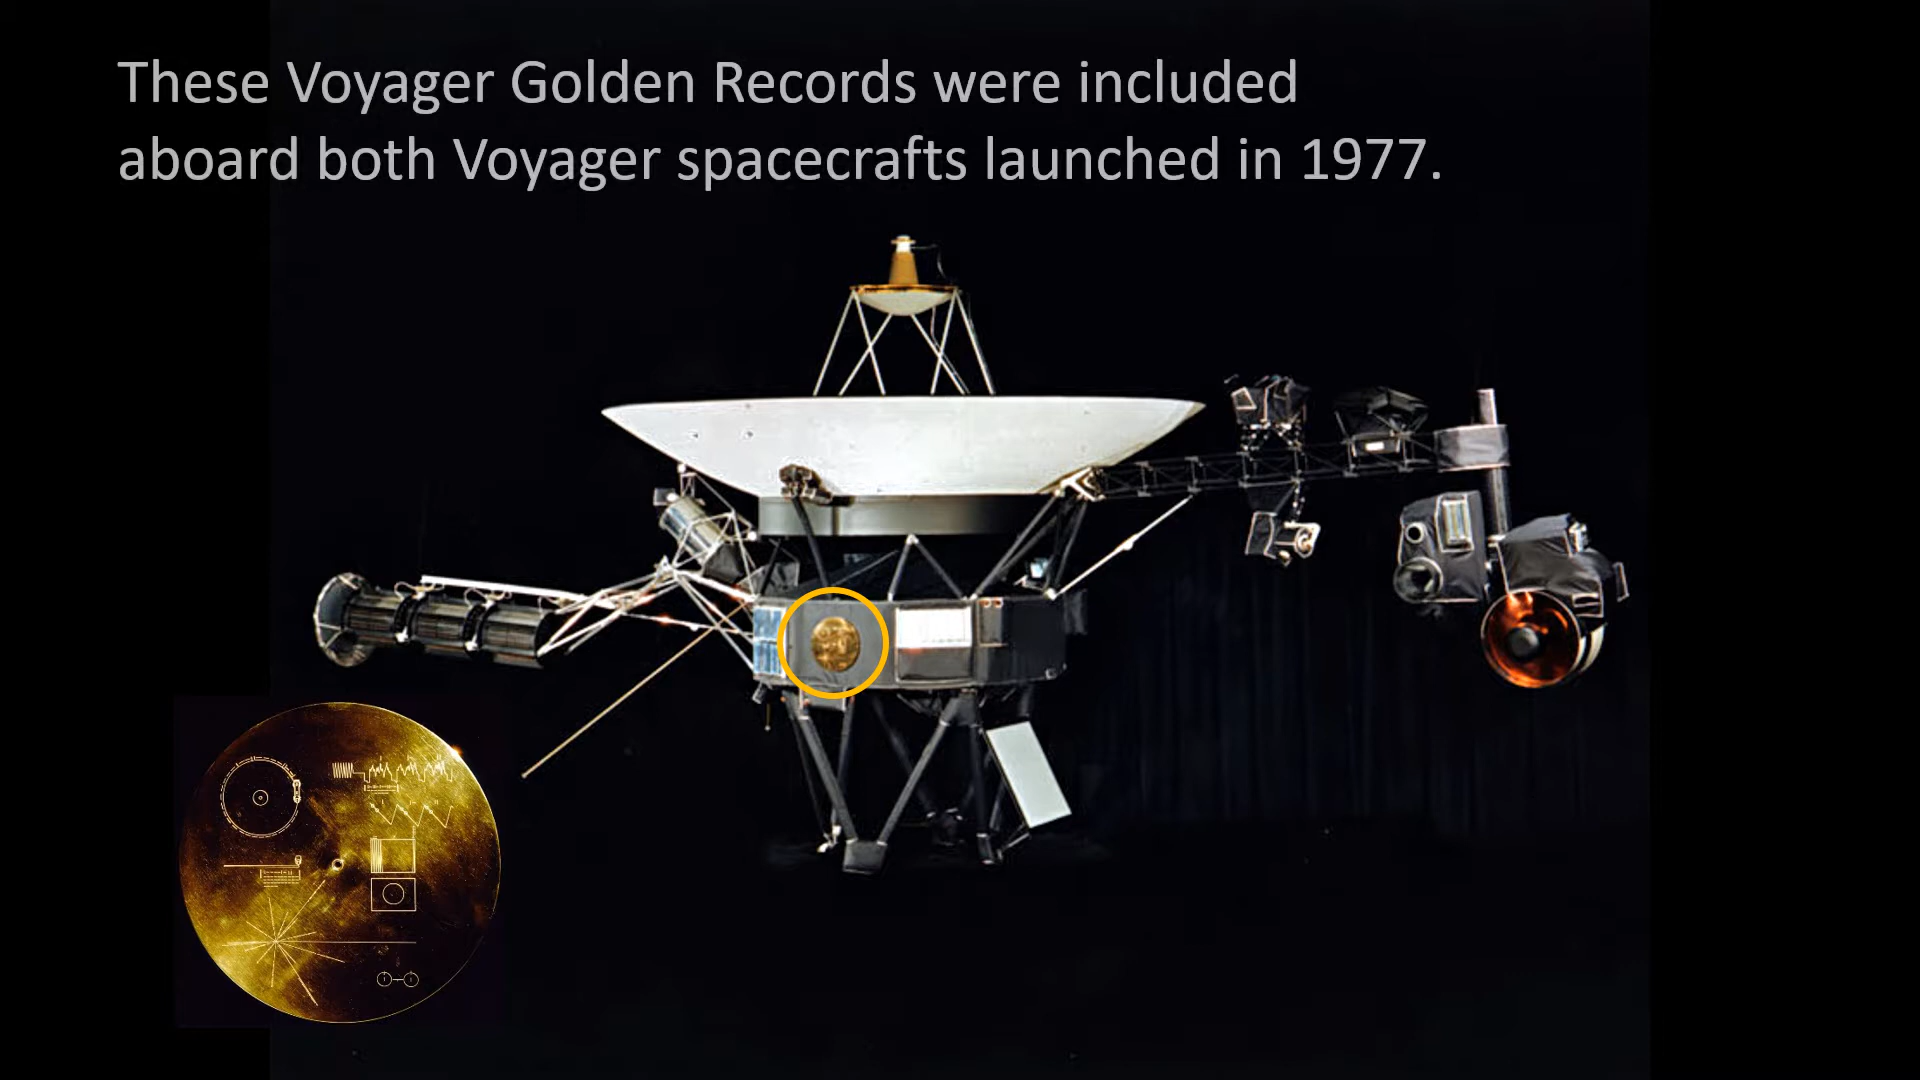 These Voyager Golden Records were included
aboard both Voyager spacecrafts launched in 1977.